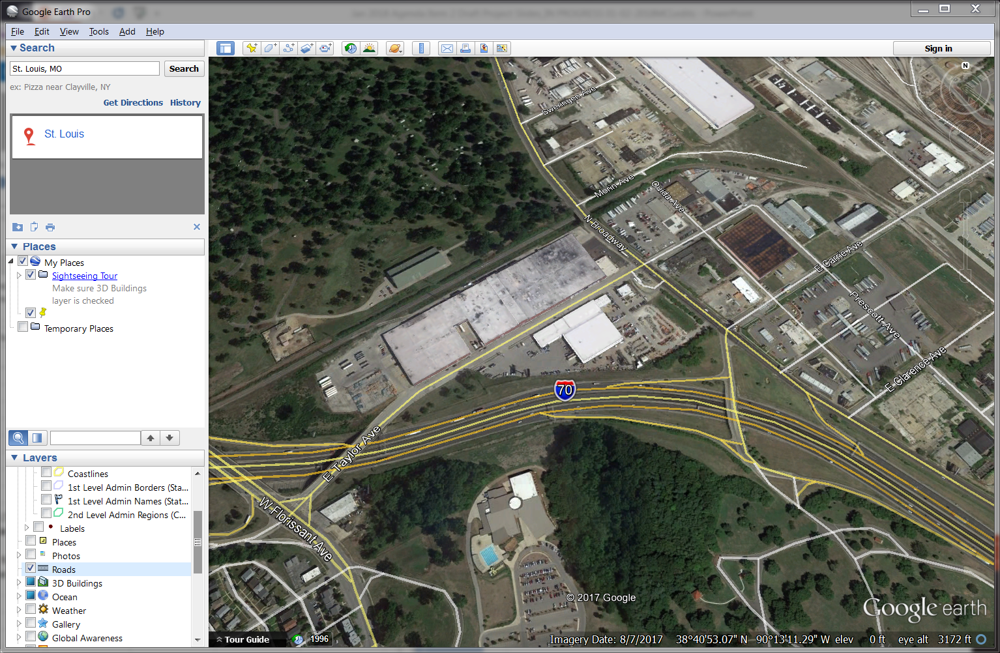 Google Earth Pro
File Edit View Tools Add Help
Search
St. Louis, MO
Search
ex: Pizza near Clayville, NY
Get Directions History
St. Louis
Places
My Places
Sightseeing Tour
Make sure 3D Buildings
layer is checked
Temporary Places
Layers
Coastlines
1st Level Admin Borders (Sta...
1st Level Admin Names (Stat...
2nd Level Admin Regions (C...
Labels
Places
Photos
Roads
3D Buildings
Ocean
Weather
Gallery
Global Awareness
Sign in
N
Sweringen Ave
Morin Ave
Ouida Ave
N Broadway
E Carrie Ave
Prescott Ave
E Clarence Ave
70
E Taylor Ave
W Florissant Ave
© 2017 Google
Google earth
Tour Guide
1996
Imagery Date: 8/7/2017 38°40'53.07" N 90°13'11.29" W elev 0 ft eye alt 3172 ft